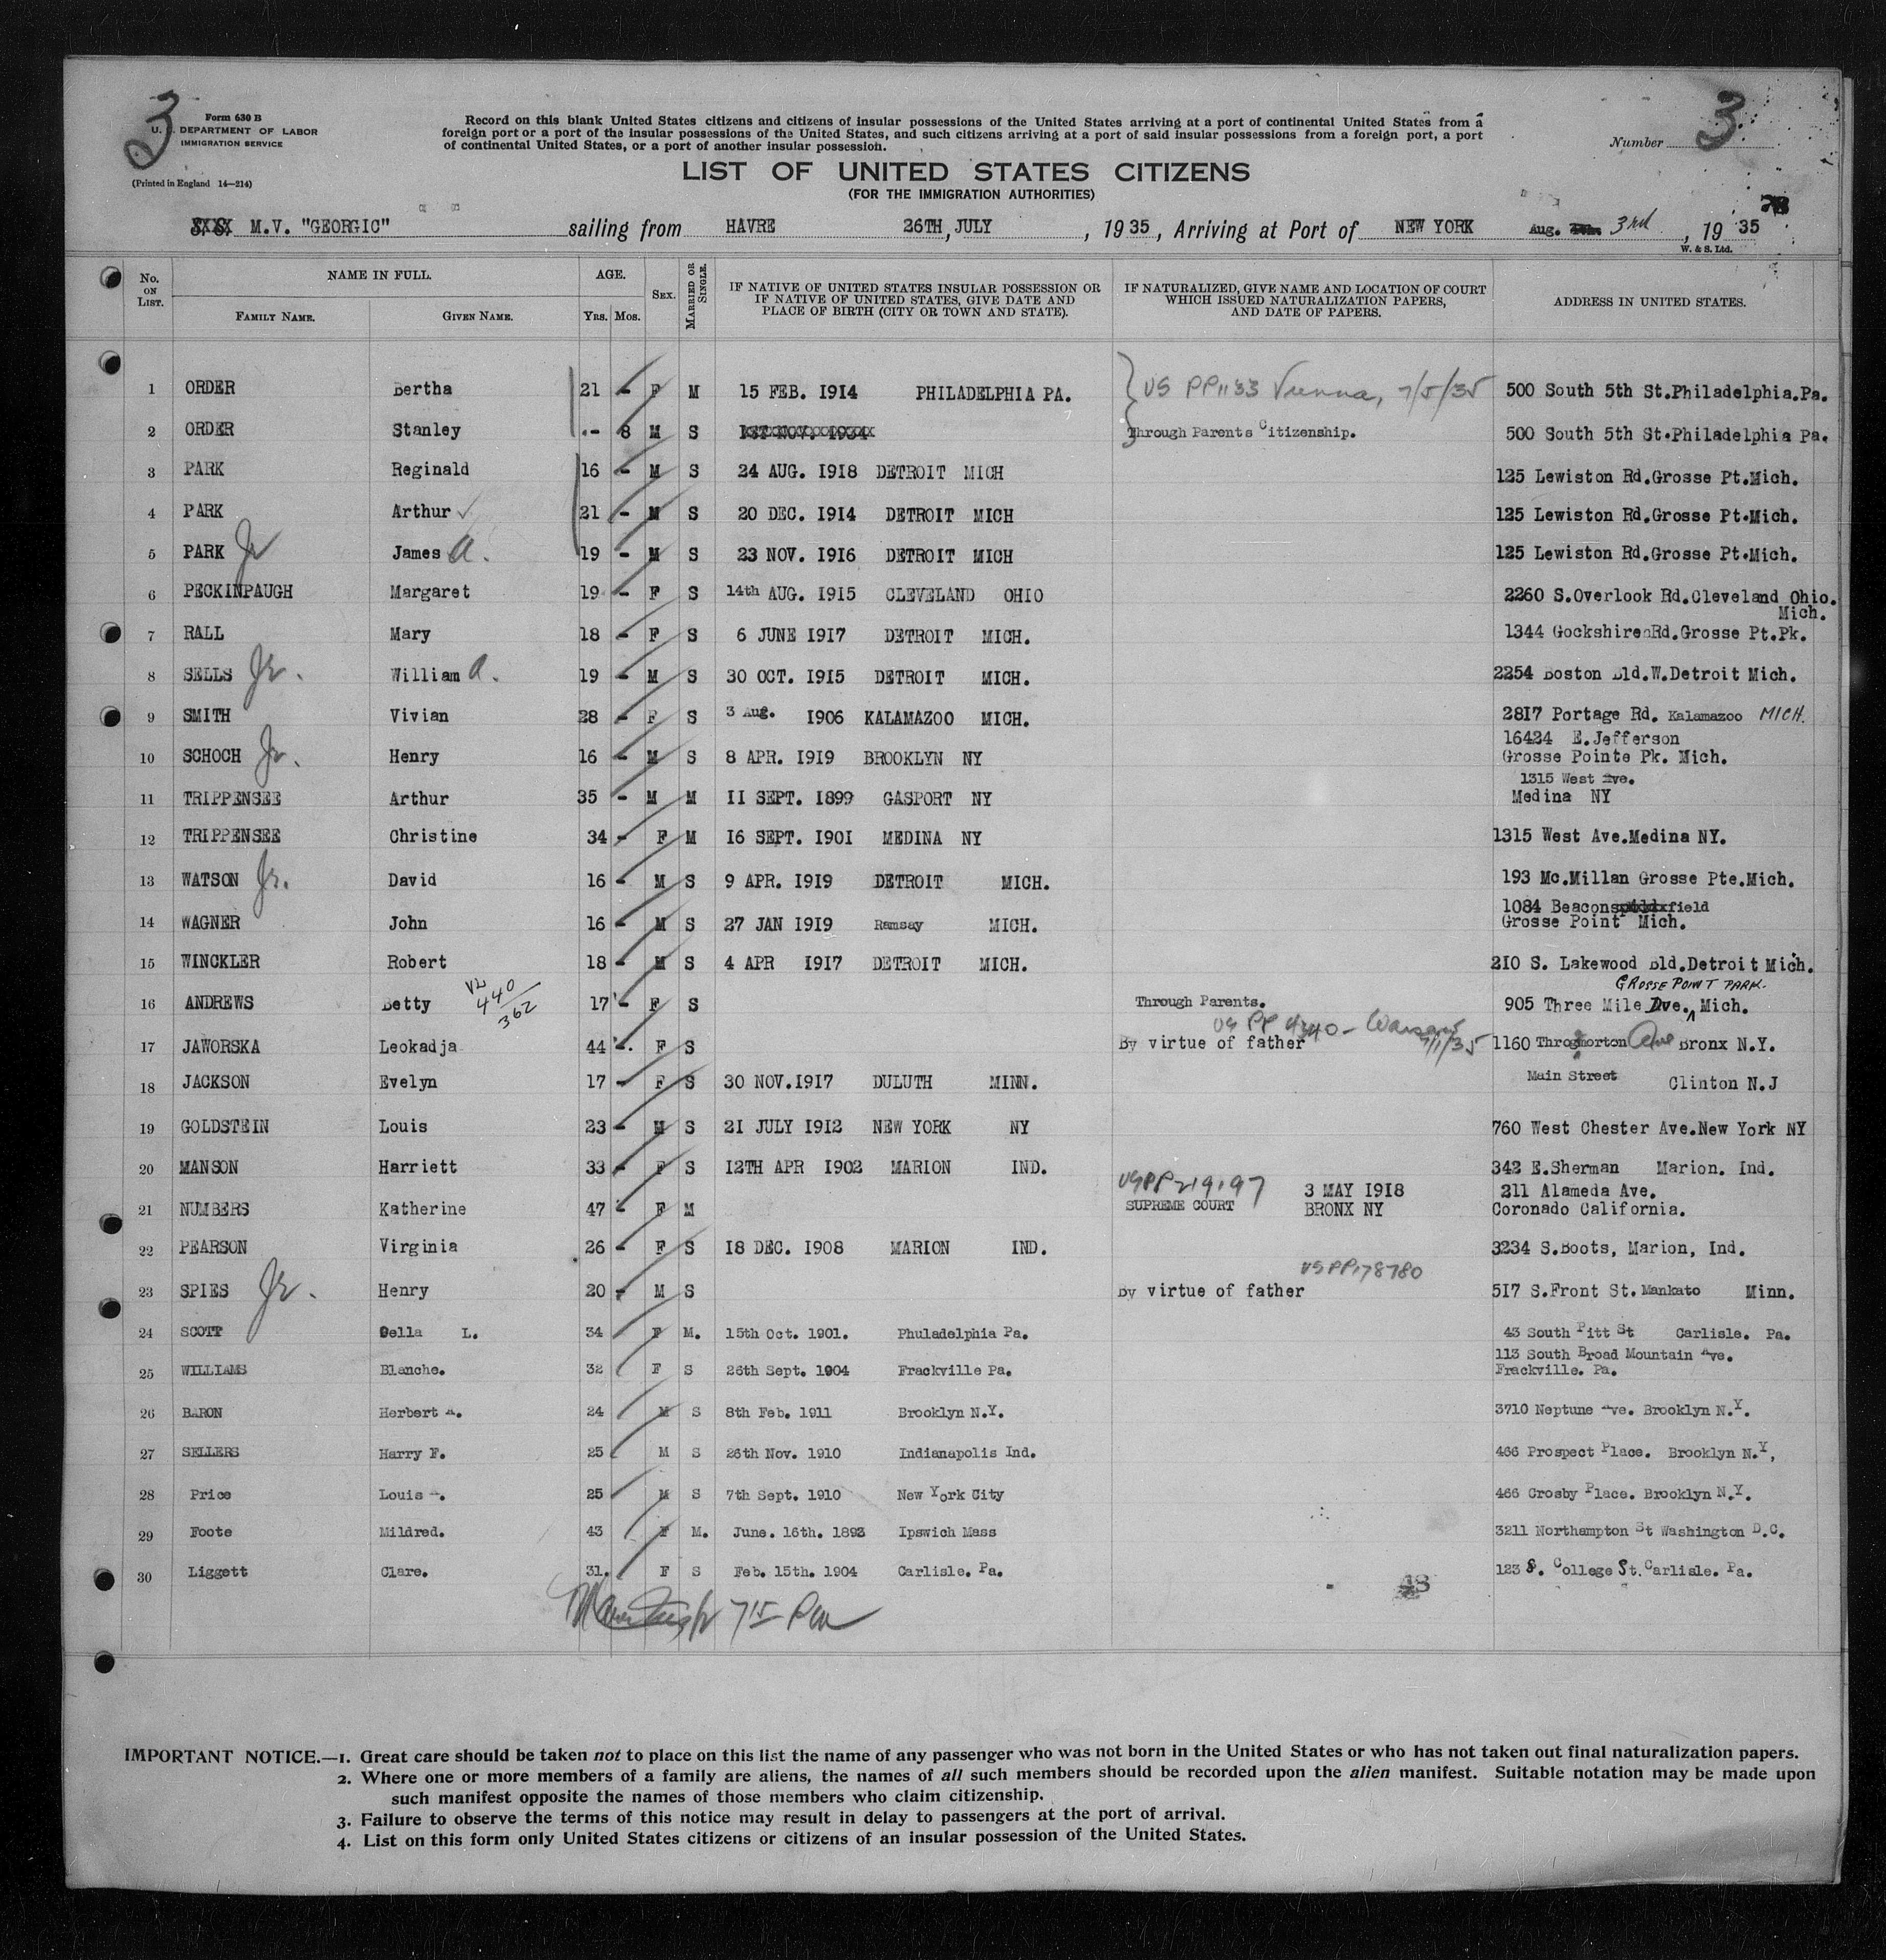 3
Form 630 B
U. S. DEPARTMENT OF LABOR
IMMIGRATION SERVICE
(Printed in England 14—214)
Record on this blank United States citizens and citizens of insular possessions of the United States arriving at a port of continental United States from a
foreign port or a port of the insular possessions of the United States, and such citizens arriving at a port of said insular possessions from a foreign port, a port
of continental United States, or a port of another insular possession.
Number 3
LIST OF UNITED STATES CITIZENS
(FOR THE IMMIGRATION AUTHORITIES)
S.S. M.V. "GEORGIC" sailing from HAVRE 26TH, JULY , 1935, Arriving at Port of NEW YORK Aug. 3rd , 1935
W. & S. Ltd.
No. ON LIST. NAME IN FULL. FAMILY NAME. GIVEN NAME. AGE. YRS. MOS. SEX. MARRIED OR SINGLE. IF NATIVE OF UNITED STATES INSULAR POSSESSION OR IF NATIVE OF UNITED STATES, GIVE DATE AND PLACE OF BIRTH (CITY OR TOWN AND STATE). IF NATURALIZED, GIVE NAME AND LOCATION OF COURT WHICH ISSUED NATURALIZATION PAPERS, AND DATE OF PAPERS. ADDRESS IN UNITED STATES.
1 ORDER Bertha 21 - F M 15 FEB. 1914 PHILADELPHIA PA. US PP1133 Vienna, 7/5/35 500 South 5th St.Philadelphia.Pa.
2 ORDER Stanley .- 8 M S 1ST NOV. 1934 Through Parents Citizenship. 500 South 5th St.Philadelphia Pa.
3 PARK Reginald 16 - M S 24 AUG. 1918 DETROIT MICH 125 Lewiston Rd.Grosse Pt.Mich.
4 PARK Arthur ✓ 21 - M S 20 DEC. 1914 DETROIT MICH 125 Lewiston Rd.Grosse Pt.Mich.
5 PARK Jr James A. 19 - M S 23 NOV. 1916 DETROIT MICH 125 Lewiston Rd.Grosse Pt.Mich.
6 PECKINPAUGH Margaret 19 - F S 14th AUG. 1915 CLEVELAND OHIO 2260 S.Overlook Rd.Cleveland Ohio.
Mich.
7 RALL Mary 18 - F S 6 JUNE 1917 DETROIT MICH. 1344 Gockshire Rd.Grosse Pt.Pk.
8 SELLS Jr. William A. 19 - M S 30 OCT. 1915 DETROIT MICH. 2254 Boston Bld.W.Detroit Mich.
9 SMITH Vivian 28 - F S 3 Aug. 1906 KALAMAZOO MICH. 2817 Portage Rd. Kalamazoo MICH.
16424 E.Jefferson
10 SCHOCH Jr. Henry 16 - M S 8 APR. 1919 BROOKLYN NY Grosse Pointe Pk. Mich.
1315 West Ave.
11 TRIPPENSEE Arthur 35 - M M 11 SEPT. 1899 GASPORT NY Medina NY
12 TRIPPENSEE Christine 34 - F M 16 SEPT. 1901 MEDINA NY 1315 West Ave.Medina NY.
13 WATSON Jr. David 16 - M S 9 APR. 1919 DETROIT MICH. 193 Mc.Millan Grosse Pte.Mich.
1084 Beacons field
14 WAGNER John 16 - M S 27 JAN 1919 Ramsay MICH. Grosse Point Mich.
15 WINCKLER Robert 18 - M S 4 APR 1917 DETROIT MICH. 210 S. Lakewood Bld.Detroit Mich.
GROSSE POINT PARK.
16 ANDREWS Betty V2 440/362 17 - F S Through Parents. 905 Three Mile Ave. Mich.
US PP 4340 - Warsaw 7/1/35
17 JAWORSKA Leokadja 44 -. F S By virtue of father 1160 Throgmorton Ave Bronx N.Y.
18 JACKSON Evelyn 17 - F S 30 NOV.1917 DULUTH MINN. Main Street Clinton N.J
19 GOLDSTEIN Louis 23 - M S 21 JULY 1912 NEW YORK NY 760 West Chester Ave.New York NY
20 MANSON Harriett 33 - F S 12TH APR 1902 MARION IND. 342 E.Sherman Marion. Ind.
USPP219197 3 MAY 1918 211 Alameda Ave.
21 NUMBERS Katherine 47 - F M SUPREME COURT BRONX NY Coronado California.
22 PEARSON Virginia 26 - F S 18 DEC. 1908 MARION IND. 3234 S.Boots, Marion, Ind.
USPP178780
23 SPIES Jr. Henry 20 - M S By virtue of father 517 S.Front St. Mankato Minn.
24 SCOTT Della L. 34 F M. 15th Oct. 1901. Phuladelphia Pa. 43 South Pitt St Carlisle. Pa.
113 South Broad Mountain Ave.
25 WILLIAMS Blanche. 32 F S 26th Sept. 1904 Frackville Pa. Frackville. Pa.
26 BARON Herbert A. 24 M S 8th Feb. 1911 Brooklyn N.Y. 3710 Neptune Ave. Brooklyn N.Y.
27 SELLERS Harry F. 25 M S 26th Nov. 1910 Indianapolis Ind. 466 Prospect Place. Brooklyn N.Y,
28 Price Louis 25 M S 7th Sept. 1910 New York City 466 Crosby Place. Brooklyn N.Y.
29 Foote Mildred. 43 F M. June. 16th. 1893 Ipswich Mass 3211 Northampton St Washington D.C.
30 Liggett Clare. 31. F S Feb. 15th. 1904 Carlisle. Pa. 123 S. College St. Carlisle. Pa.
IMPORTANT NOTICE.—1. Great care should be taken not to place on this list the name of any passenger who was not born in the United States or who has not taken out final naturalization papers.
2. Where one or more members of a family are aliens, the names of all such members should be recorded upon the alien manifest. Suitable notation may be made upon
such manifest opposite the names of those members who claim citizenship.
3. Failure to observe the terms of this notice may result in delay to passengers at the port of arrival.
4. List on this form only United States citizens or citizens of an insular possession of the United States.